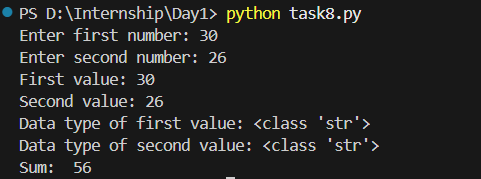 PS D:\Internship\Day1> python task8.py
Enter first number: 30
Enter second number: 26
First value: 30
Second value: 26
Data type of first value: <class 'str'>
Data type of second value: <class 'str'>
Sum:  56